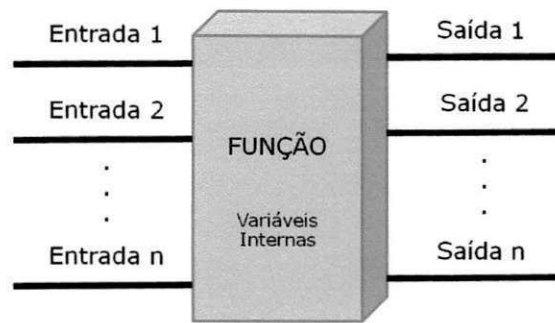 Entrada 1
Saída 1
Entrada 2
Saída 2
FUNÇÃO
Variáveis
Internas
Entrada n
Saída n